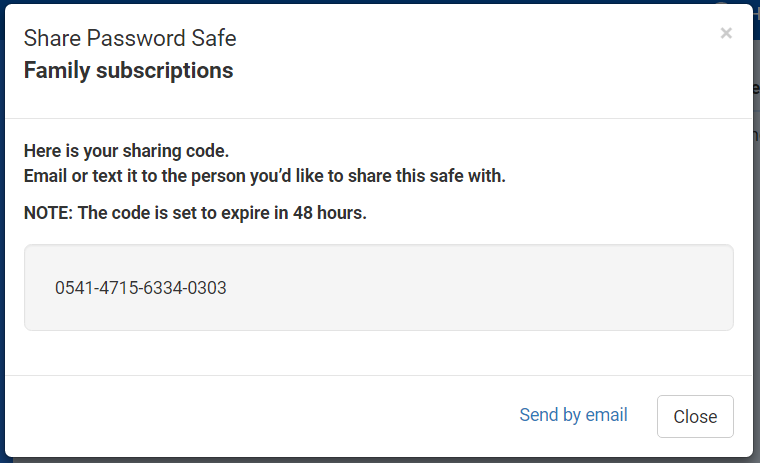 Share Password Safe
×
Family subscriptions
Here is your sharing code.
Email or text it to the person you’d like to share this safe with.
NOTE: The code is set to expire in 48 hours.
0541-4715-6334-0303
Send by email
Close